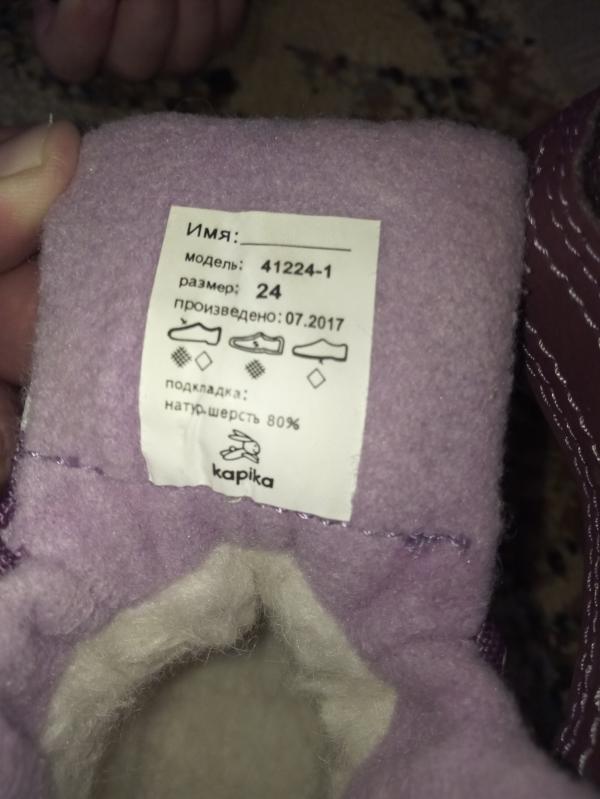 Имя:
модель: 41224-1
размер: 24
произведено: 07.2017
подкладка:
натур.шерсть 80%
kapika